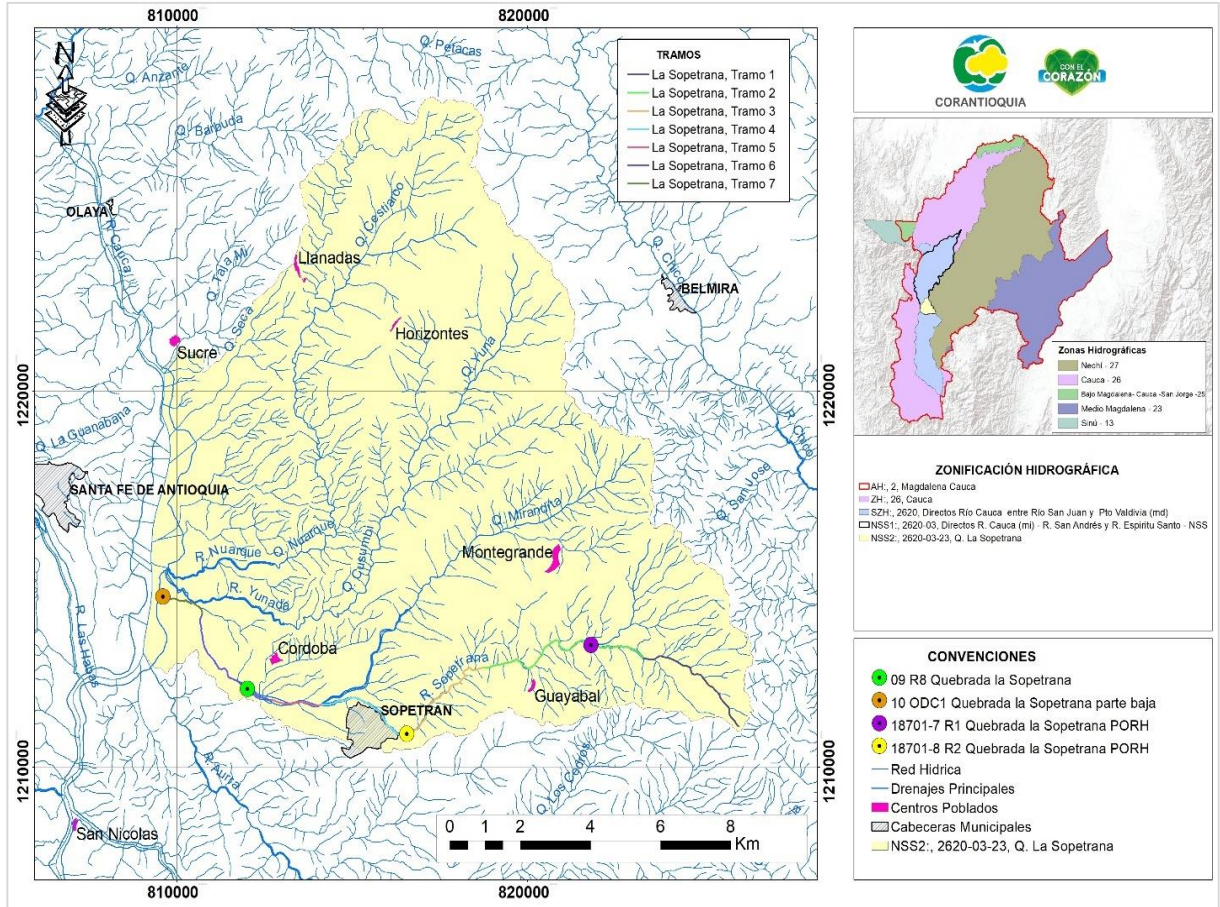 810000
820000
N
TRAMOS
La Sopetrana, Tramo 1
La Sopetrana, Tramo 2
La Sopetrana, Tramo 3
La Sopetrana, Tramo 4
La Sopetrana, Tramo 5
La Sopetrana, Tramo 6
La Sopetrana, Tramo 7
Q. Petacas
Q. Anzante
Q. Barbuda
OLAYA
R. Cauca
Q. Cestiarco
Q. Chico
Llanadas
BELMIRA
Horizontes
Sucre
Q. Seca
Q. Yuna
1220000
1220000
Q. La Guanabana
R. Chico
SANTA FE DE ANTIOQUIA
Q. San Jose
Q. Mirandita
Montegrande
R. Nuarque
Q. Nuarque
Q. Cusumbi
R. Yunada
R. Las Habas
Cordoba
R. Sopetrana
Guayabal
SOPETRAN
R. Aurra
Q. Los Cedros
1210000
1210000
San Nicolas
0 1 2 4 6 8
Km
810000
820000
CORANTIOQUIA
CON EL
CORAZÓN
Zonas Hidrográficas
Nechí - 27
Cauca - 26
Bajo Magdalena- Cauca -San Jorge -25
Medio Magdalena - 23
Sinú - 13
ZONIFICACIÓN HIDROGRÁFICA
AH:, 2, Magdalena Cauca
ZH:, 26, Cauca
SZH:, 2620, Directos Río Cauca entre Río San Juan y Pto Valdivia (md)
NSS1:, 2620-03, Directos R. Cauca (mi) - R. San Andrés y R. Espiritu Santo - NSS
NSS2:, 2620-03-23, Q. La Sopetrana
CONVENCIONES
09 R8 Quebrada la Sopetrana
10 ODC1 Quebrada la Sopetrana parte baja
18701-7 R1 Quebrada la Sopetrana PORH
18701-8 R2 Quebrada la Sopetrana PORH
Red Hidrica
Drenajes Principales
Centros Poblados
Cabeceras Municipales
NSS2:, 2620-03-23, Q. La Sopetrana